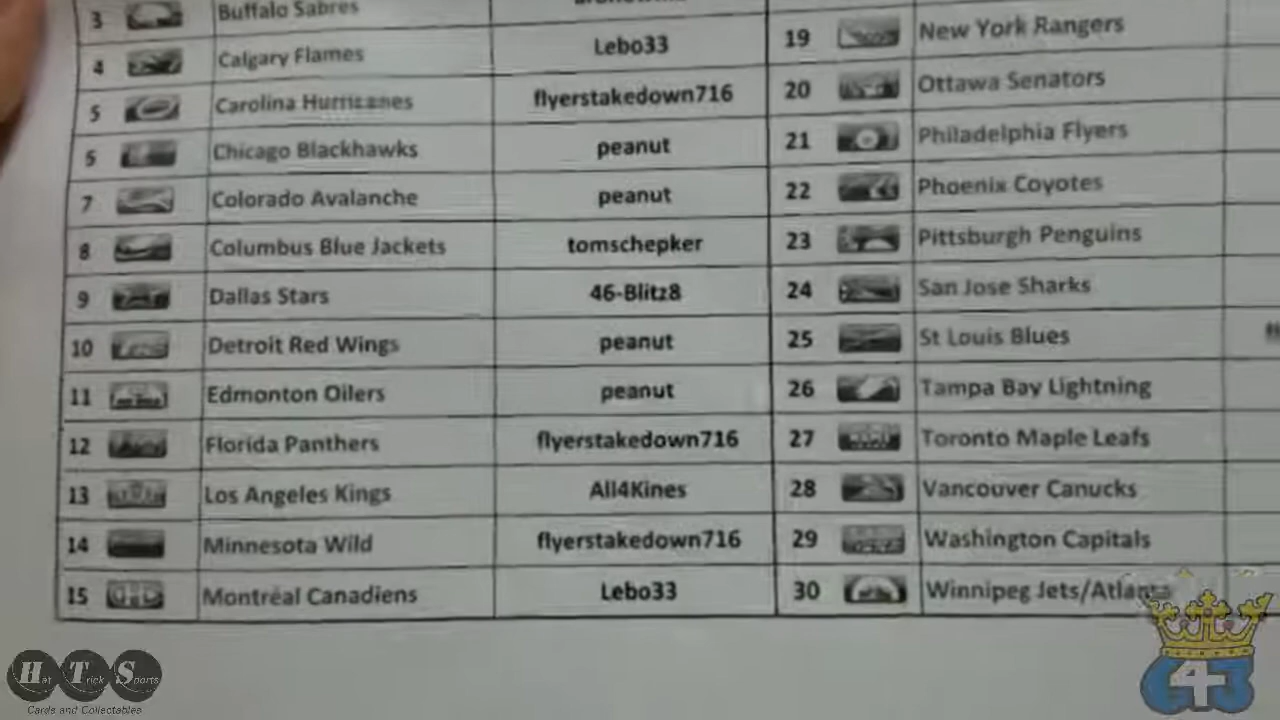 3 Buffalo Sabres
4 Calgary Flames Lebo33 19 New York Rangers
5 Carolina Hurricanes flyerstakedown716 20 Ottawa Senators
5 Chicago Blackhawks peanut 21 Philadelphia Flyers
7 Colorado Avalanche peanut 22 Phoenix Coyotes
8 Columbus Blue Jackets tomschepker 23 Pittsburgh Penguins
9 Dallas Stars 46-Blitz8 24 San Jose Sharks
10 Detroit Red Wings peanut 25 St Louis Blues
11 Edmonton Oilers peanut 26 Tampa Bay Lightning
12 Florida Panthers flyerstakedown716 27 Toronto Maple Leafs
13 Los Angeles Kings All4Kines 28 Vancouver Canucks
14 Minnesota Wild flyerstakedown716 29 Washington Capitals
15 Montréal Canadiens Lebo33 30 Winnipeg Jets/Atlanta
Hat Trick Sports
Cards and Collectables
C43